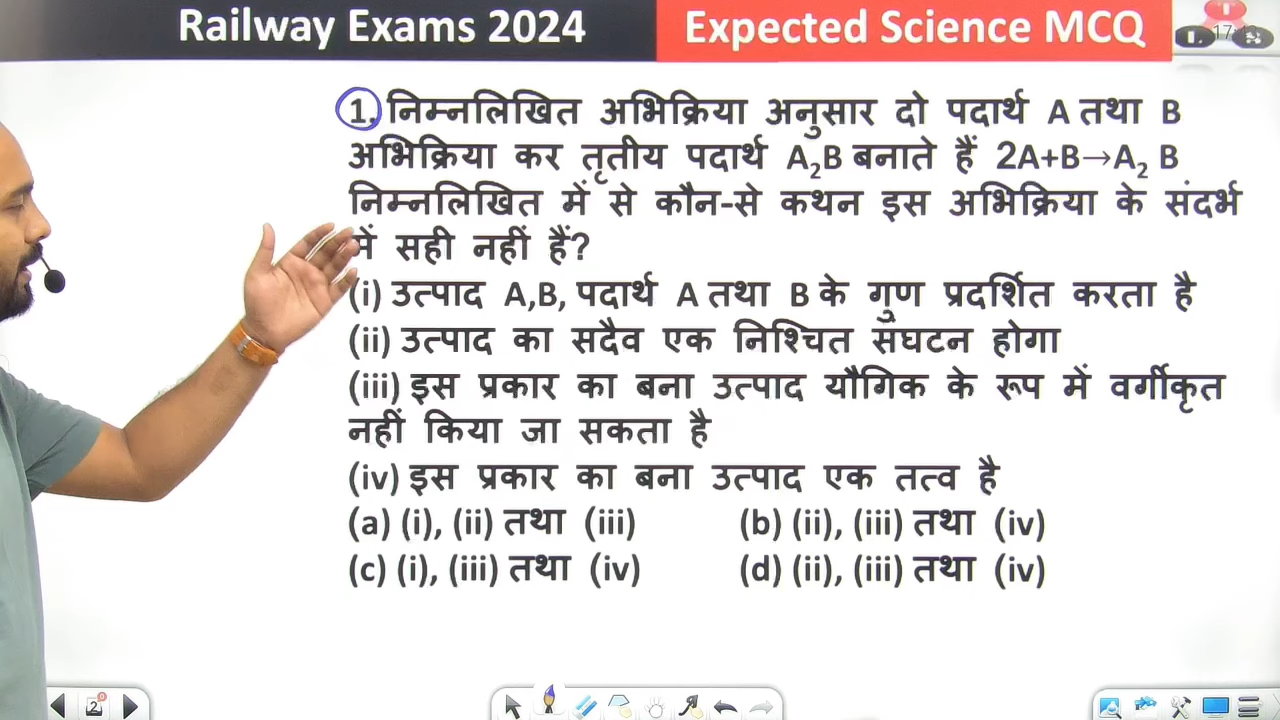 Railway Exams 2024
Expected Science MCQ
1. निम्नलिखित अभिक्रिया अनुसार दो पदार्थ A तथा B
अभिक्रिया कर तृतीय पदार्थ A₂B बनाते हैं 2A+B→A₂ B
निम्नलिखित में से कौन-से कथन इस अभिक्रिया के संदर्भ
में सही नहीं हैं?
(i) उत्पाद A,B, पदार्थ A तथा B के गुण प्रदर्शित करता है
(ii) उत्पाद का सदैव एक निश्चित संघटन होगा
(iii) इस प्रकार का बना उत्पाद यौगिक के रूप में वर्गीकृत
नहीं किया जा सकता है
(iv) इस प्रकार का बना उत्पाद एक तत्व है
(a) (i), (ii) तथा (iii) (b) (ii), (iii) तथा (iv)
(c) (i), (iii) तथा (iv) (d) (ii), (iii) तथा (iv)
2